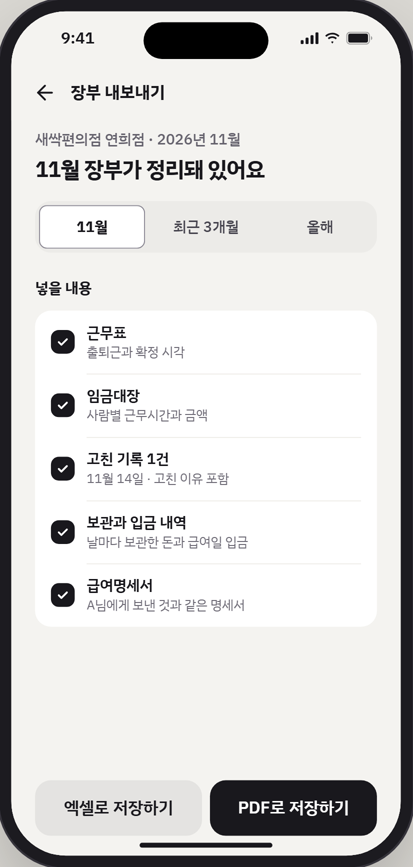 9:41
장부 내보내기
새싹편의점 연희점 · 2026년 11월
11월 장부가 정리돼 있어요
11월 최근 3개월 올해
넣을 내용
근무표
출퇴근과 확정 시각
임금대장
사람별 근무시간과 금액
고친 기록 1건
11월 14일 · 고친 이유 포함
보관과 입금 내역
날마다 보관한 돈과 급여일 입금
급여명세서
A님에게 보낸 것과 같은 명세서
엑셀로 저장하기 PDF로 저장하기